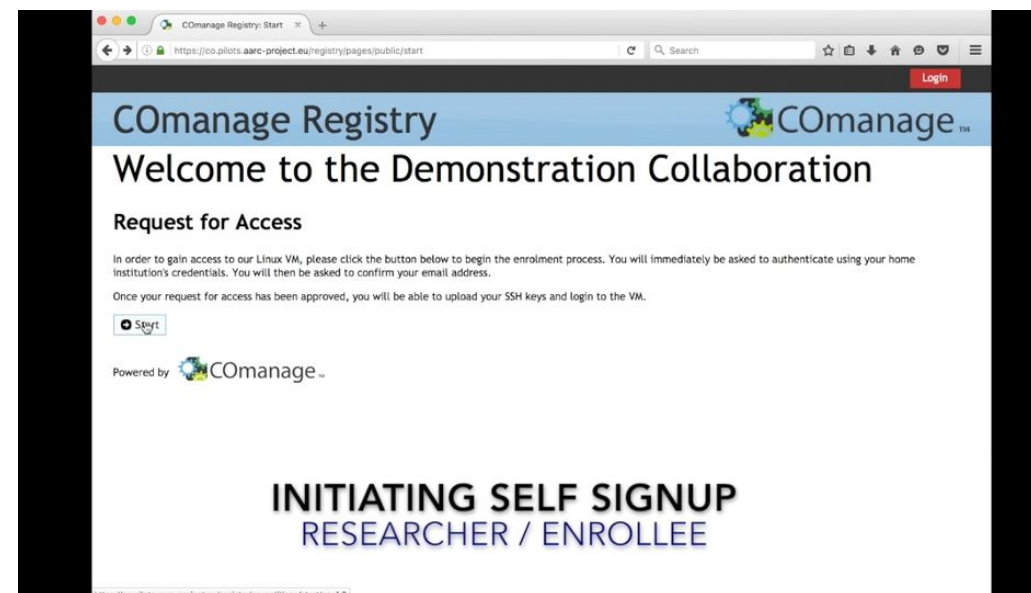 COmanage Registry: Start
https://co.pilots.aarc-project.eu/registry/pages/public/start
Search
Login
COmanage Registry
COmanage TM
Welcome to the Demonstration Collaboration
Request for Access
In order to gain access to our Linux VM, please click the button below to begin the enrolment process. You will immediately be asked to authenticate using your home
institution's credentials. You will then be asked to confirm your email address.
Once your request for access has been approved, you will be able to upload your SSH keys and login to the VM.
Start
Powered by COmanage
INITIATING SELF SIGNUP
RESEARCHER / ENROLLEE